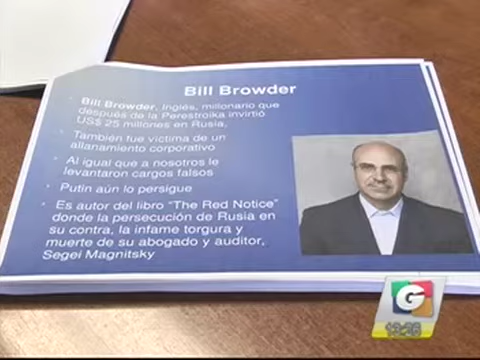 Bill Browder
Bill Browder, Inglés, millonario que
después de la Perestroika invirtió
US$ 25 millones en Rusia,
También fue victima de un
allanamiento corporativo
Al igual que a nosotros le
levantaron cargos falsos
Putin aún lo persigue
Es autor del libro "The Red Notice"
donde la persecución de Rusia en
su contra, la infame torgura y
muerte de su abogado y auditor,
Segei Magnitsky
G